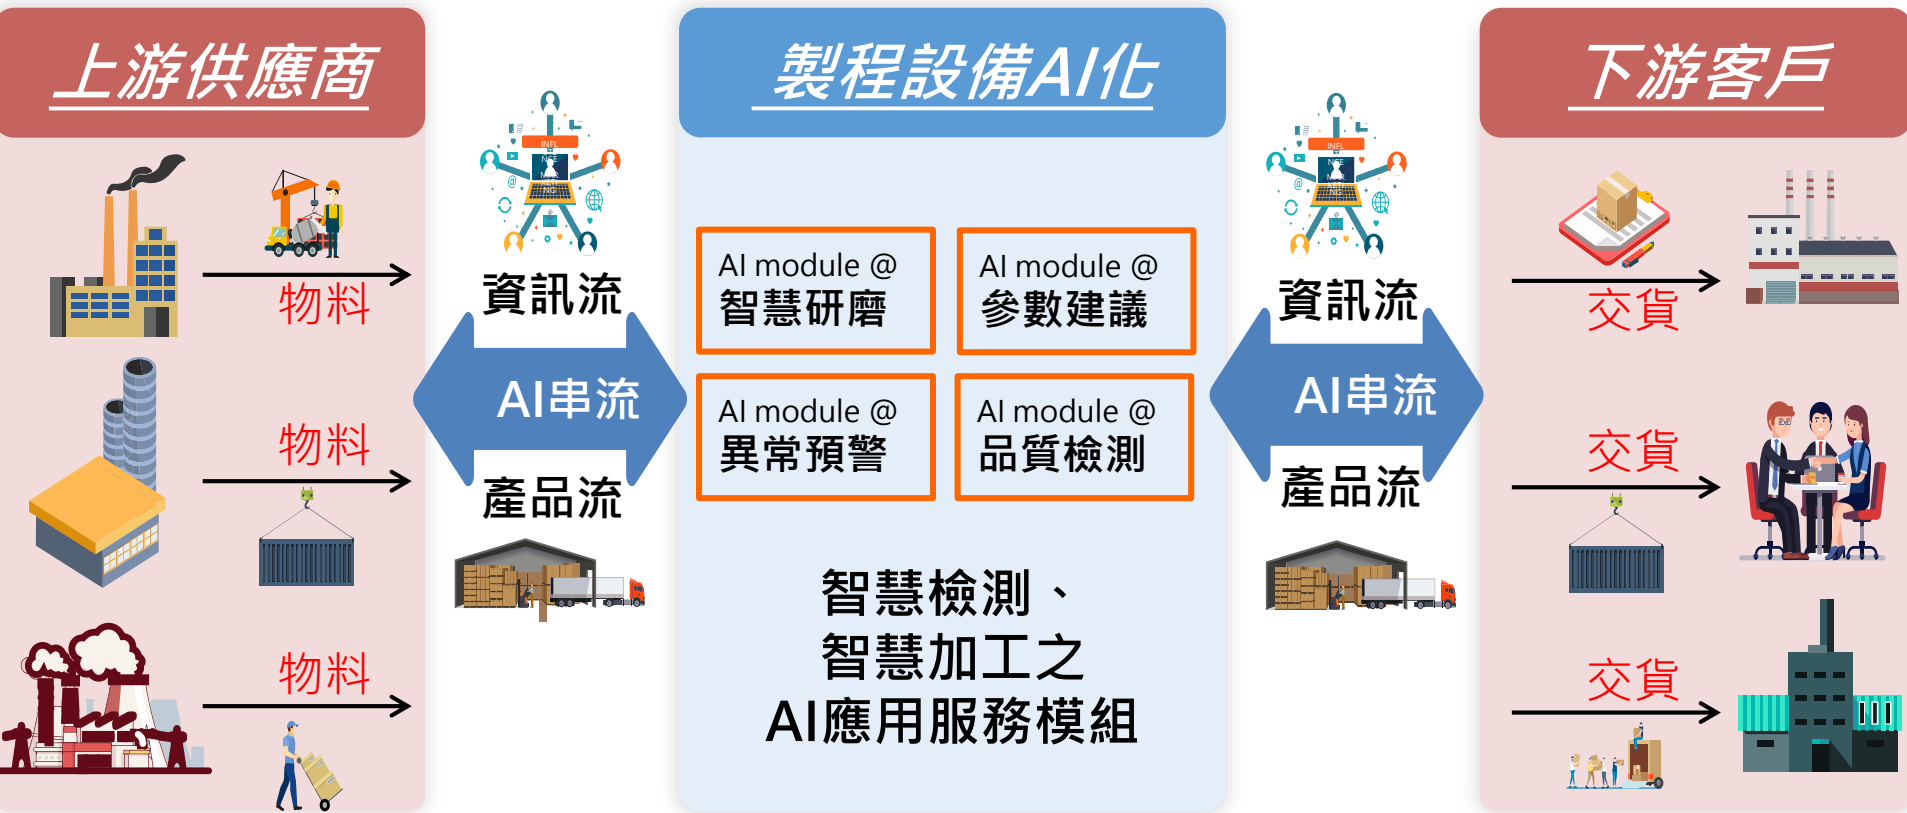 上游供應商
物料
物料
物料
資訊流
AI串流
產品流
製程設備AI化
AI module @
智慧研磨
AI module @
參數建議
AI module @
異常預警
AI module @
品質檢測
智慧檢測、
智慧加工之
AI應用服務模組
資訊流
AI串流
產品流
下游客戶
交貨
交貨
交貨